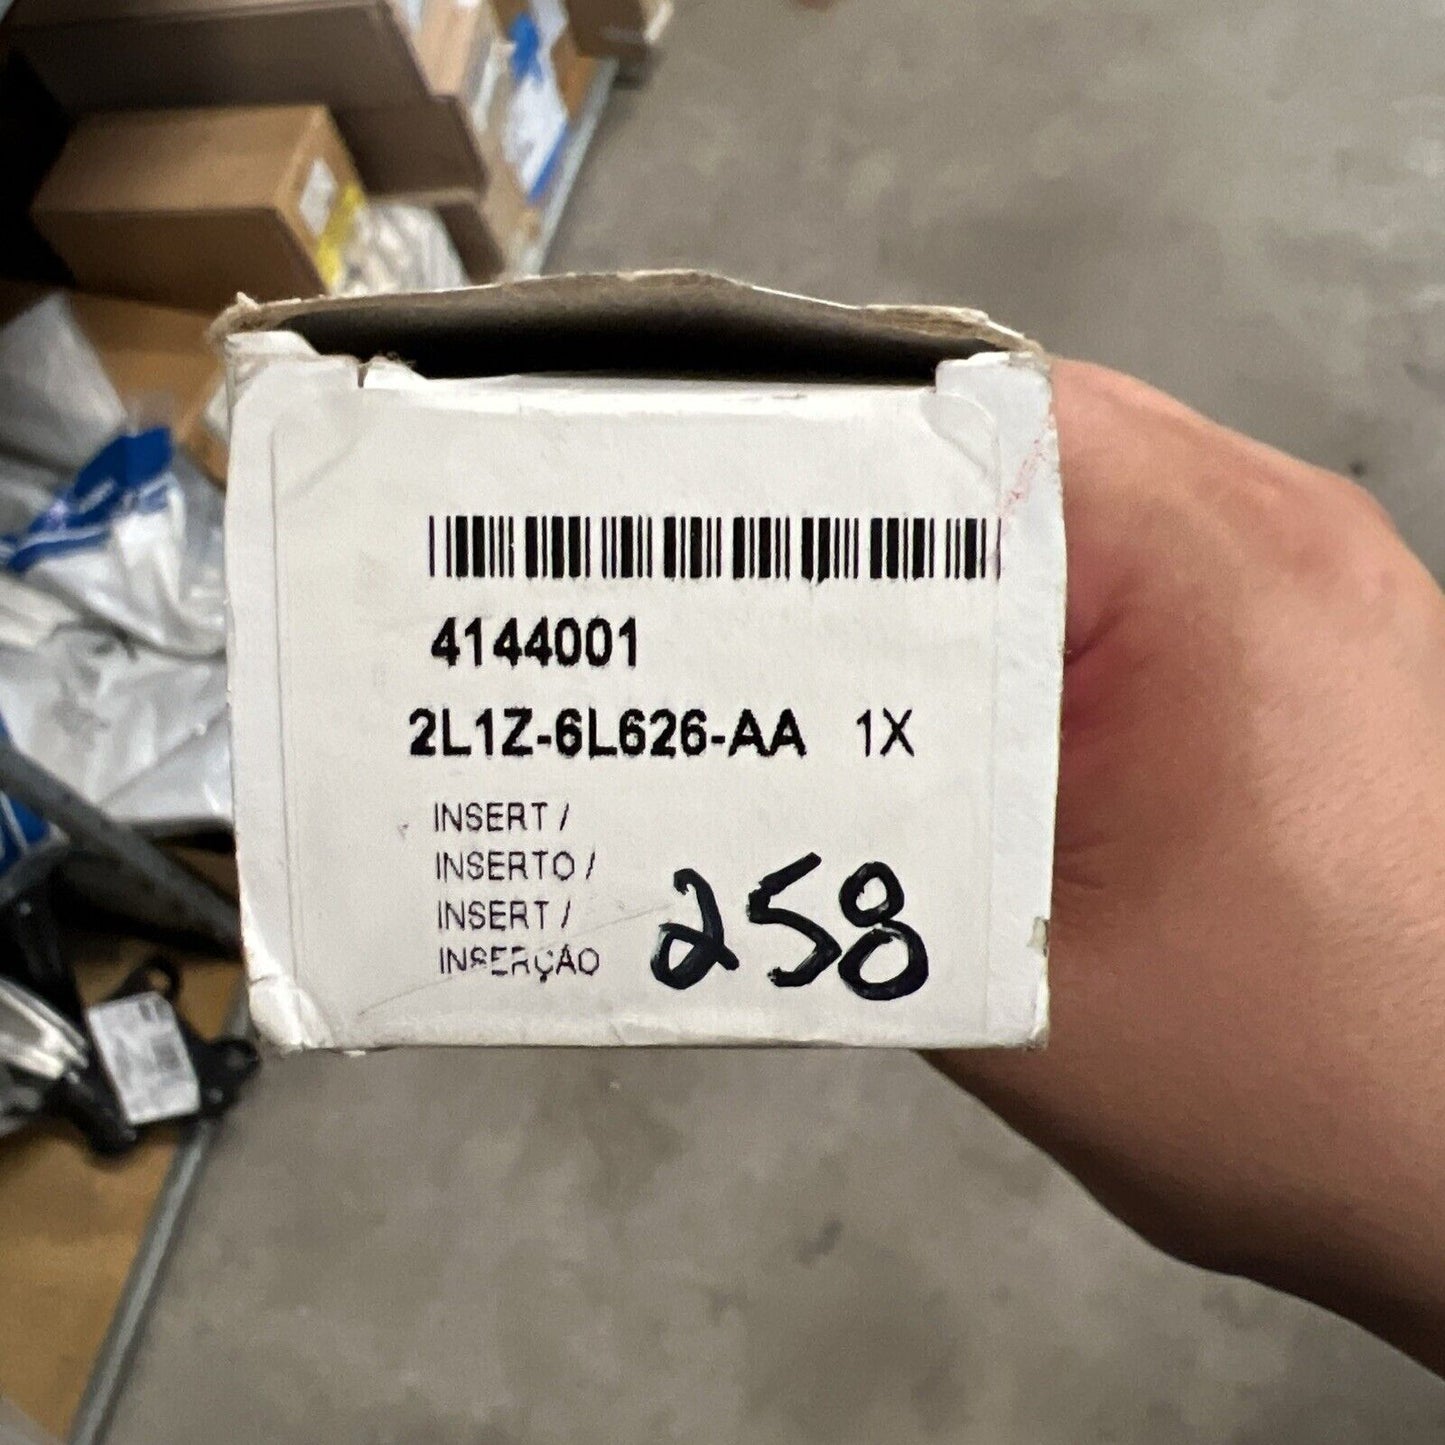 4144001
2L1Z-6L626-AA 1X
INSERT /
INSERTO /
INSERT /
INSERÇÃO
258